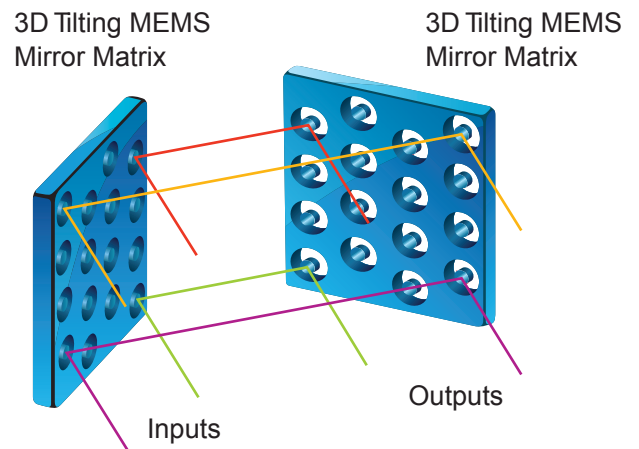 3D Tilting MEMS
Mirror Matrix
3D Tilting MEMS
Mirror Matrix
Outputs
Inputs